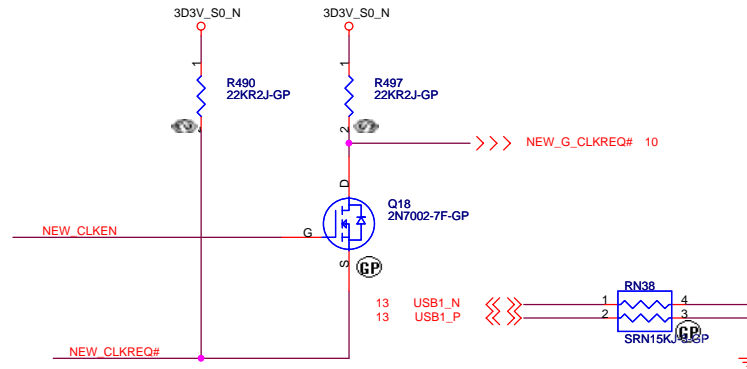 3D3V_S0_N
3D3V_S0_N
1
R490
22KR2J-GP
1
R497
22KR2J-GP
2
NEW_G_CLKREQ# 10
D
Q18
2N7002-7F-GP
NEW_CLKEN
G
S
GP
13 USB1_N
13 USB1_P
RN38
1
4
2
3
GP
NEW_CLKREQ#